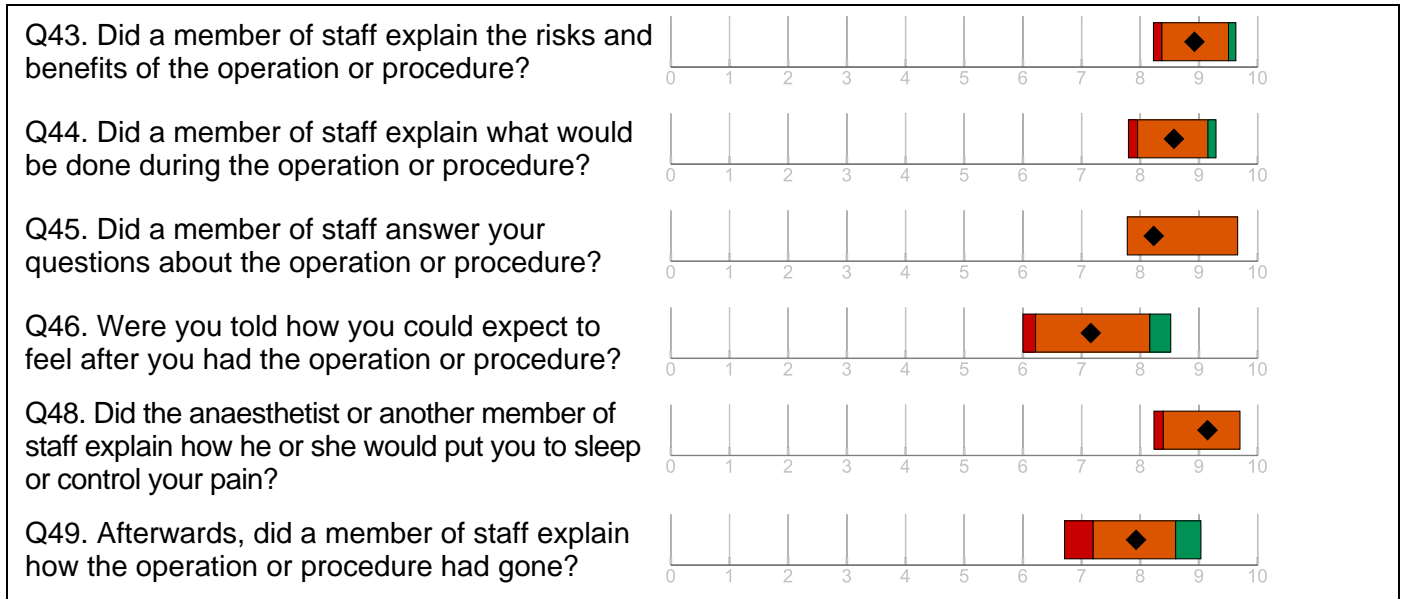 Q43. Did a member of staff explain the risks and
benefits of the operation or procedure?
0 1 2 3 4 5 6 7 8 9 10
Q44. Did a member of staff explain what would
be done during the operation or procedure?
0 1 2 3 4 5 6 7 8 9 10
Q45. Did a member of staff answer your
questions about the operation or procedure?
0 1 2 3 4 5 6 7 8 9 10
Q46. Were you told how you could expect to
feel after you had the operation or procedure?
0 1 2 3 4 5 6 7 8 9 10
Q48. Did the anaesthetist or another member of
staff explain how he or she would put you to sleep
or control your pain?
0 1 2 3 4 5 6 7 8 9 10
Q49. Afterwards, did a member of staff explain
how the operation or procedure had gone?
0 1 2 3 4 5 6 7 8 9 10